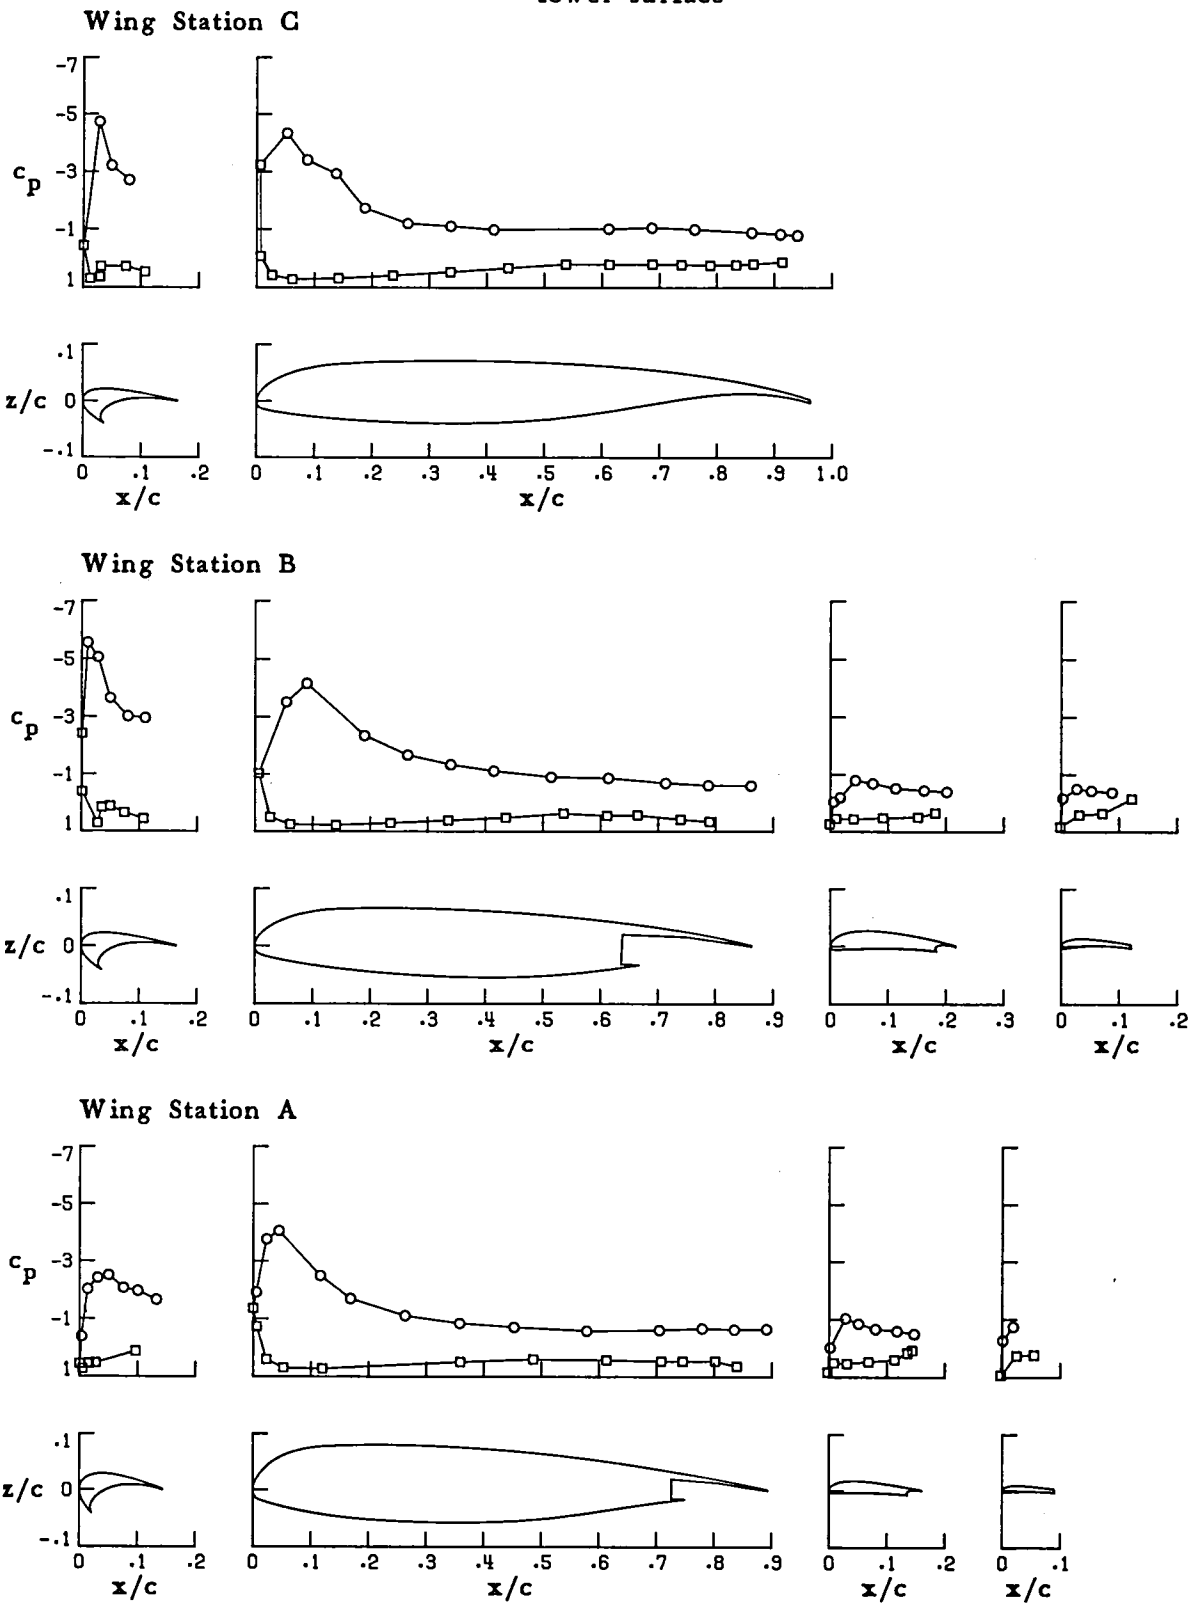 lower surface
Wing Station C
-7
-5
-3
-1
1
c_p
.1
0
-.1
z/c
0 .1 .2
x/c
0 .1 .2 .3 .4 .5 .6 .7 .8 .9 1.0
x/c
Wing Station B
-7
-5
-3
-1
1
c_p
.1
0
-.1
z/c
0 .1 .2
x/c
0 .1 .2 .3 .4 .5 .6 .7 .8 .9
x/c
0 .1 .2 .3
x/c
0 .1 .2
x/c
Wing Station A
-7
-5
-3
-1
1
c_p
.1
0
-.1
z/c
0 .1 .2
x/c
0 .1 .2 .3 .4 .5 .6 .7 .8 .9
x/c
0 .1 .2
x/c
0 .1
x/c